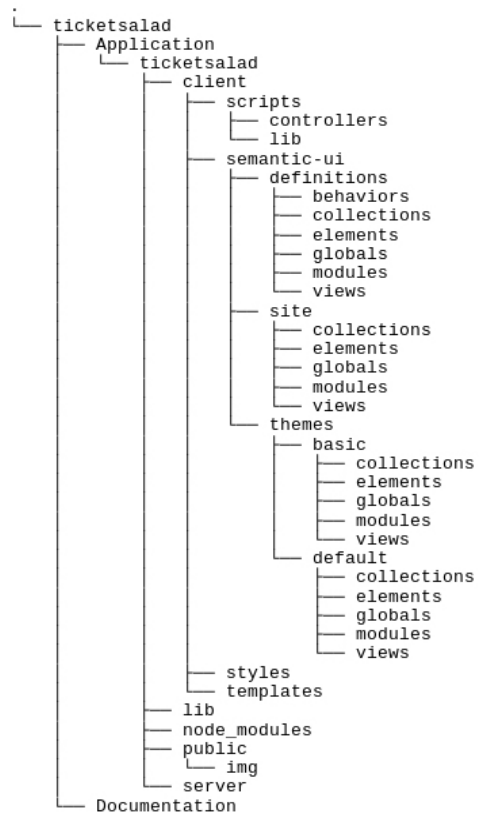 .
└── ticketsalad
    ├── Application
    │   └── ticketsalad
    │       ├── client
    │       │   ├── scripts
    │       │   │   ├── controllers
    │       │   │   └── lib
    │       │   ├── semantic-ui
    │       │   │   ├── definitions
    │       │   │   │   ├── behaviors
    │       │   │   │   ├── collections
    │       │   │   │   ├── elements
    │       │   │   │   ├── globals
    │       │   │   │   ├── modules
    │       │   │   │   └── views
    │       │   │   ├── site
    │       │   │   │   ├── collections
    │       │   │   │   ├── elements
    │       │   │   │   ├── globals
    │       │   │   │   ├── modules
    │       │   │   │   └── views
    │       │   │   └── themes
    │       │   │       ├── basic
    │       │   │       │   ├── collections
    │       │   │       │   ├── elements
    │       │   │       │   ├── globals
    │       │   │       │   ├── modules
    │       │   │       │   └── views
    │       │   │       └── default
    │       │   │           ├── collections
    │       │   │           ├── elements
    │       │   │           ├── globals
    │       │   │           ├── modules
    │       │   │           └── views
    │       │   ├── styles
    │       │   └── templates
    │       ├── lib
    │       ├── node_modules
    │       ├── public
    │       │   └── img
    │       └── server
    └── Documentation